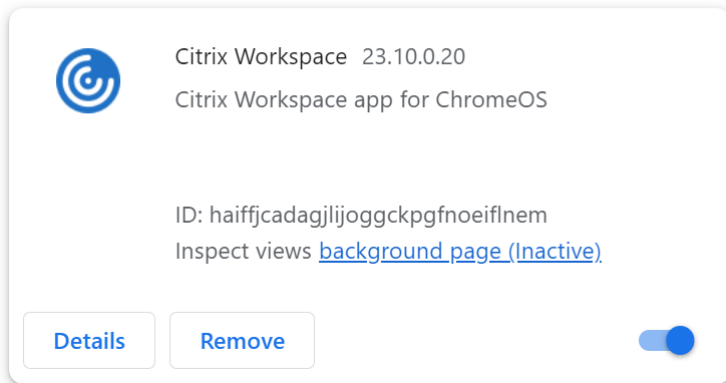 Citrix Workspace 23.10.0.20
Citrix Workspace app for ChromeOS
ID: haiffjcadagjlijoggckpgfnoeiflnem
Inspect views background page (Inactive)
Details
Remove